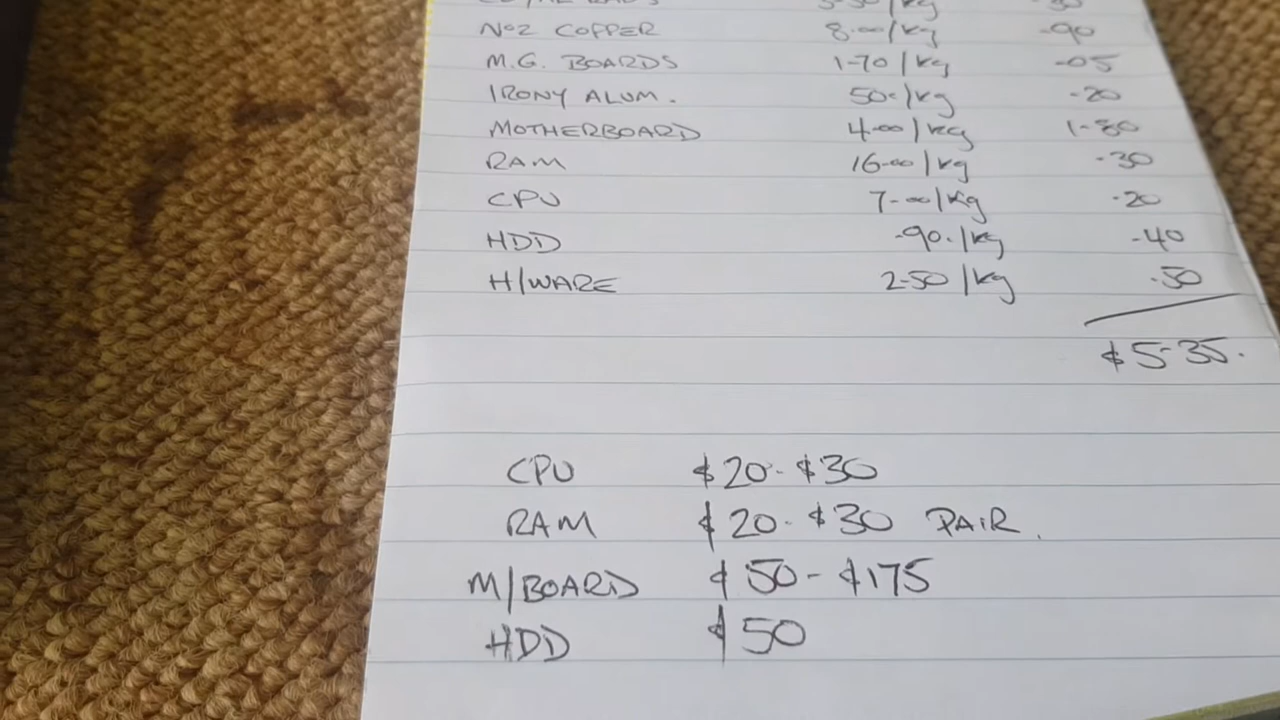 NO2 COPPER 8-00/kg -90
M.G. BOARDS 1-70/kg -05
IRONY ALUM. 50c/kg -20
MOTHERBOARD 4-00/kg 1-80
RAM 16-00/kg -30
CPU 7-00/kg -20
HDD -90./kg -40
H/WARE 2-50/kg .50
$5-35.
CPU $20-$30
RAM $20-$30 PAIR.
M/BOARD $50-$175
HDD $50